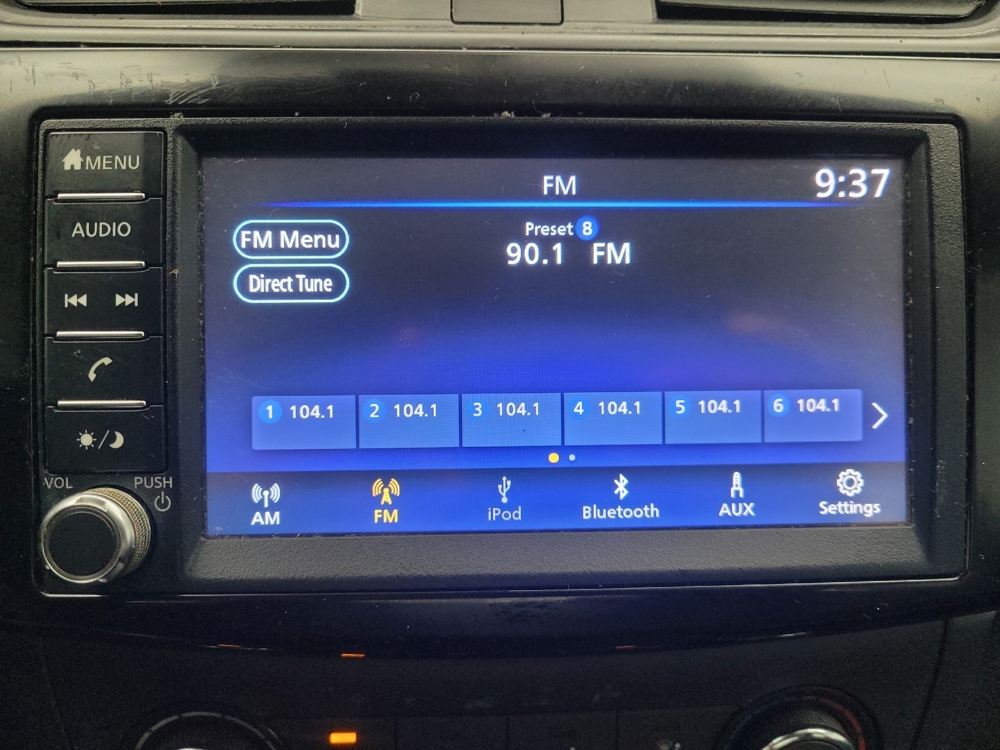 MENU
AUDIO
VOL PUSH
FM 9:37
FM Menu
Direct Tune
Preset 8
90.1 FM
1 104.1 2 104.1 3 104.1 4 104.1 5 104.1 6 104.1
AM FM iPod Bluetooth AUX Settings